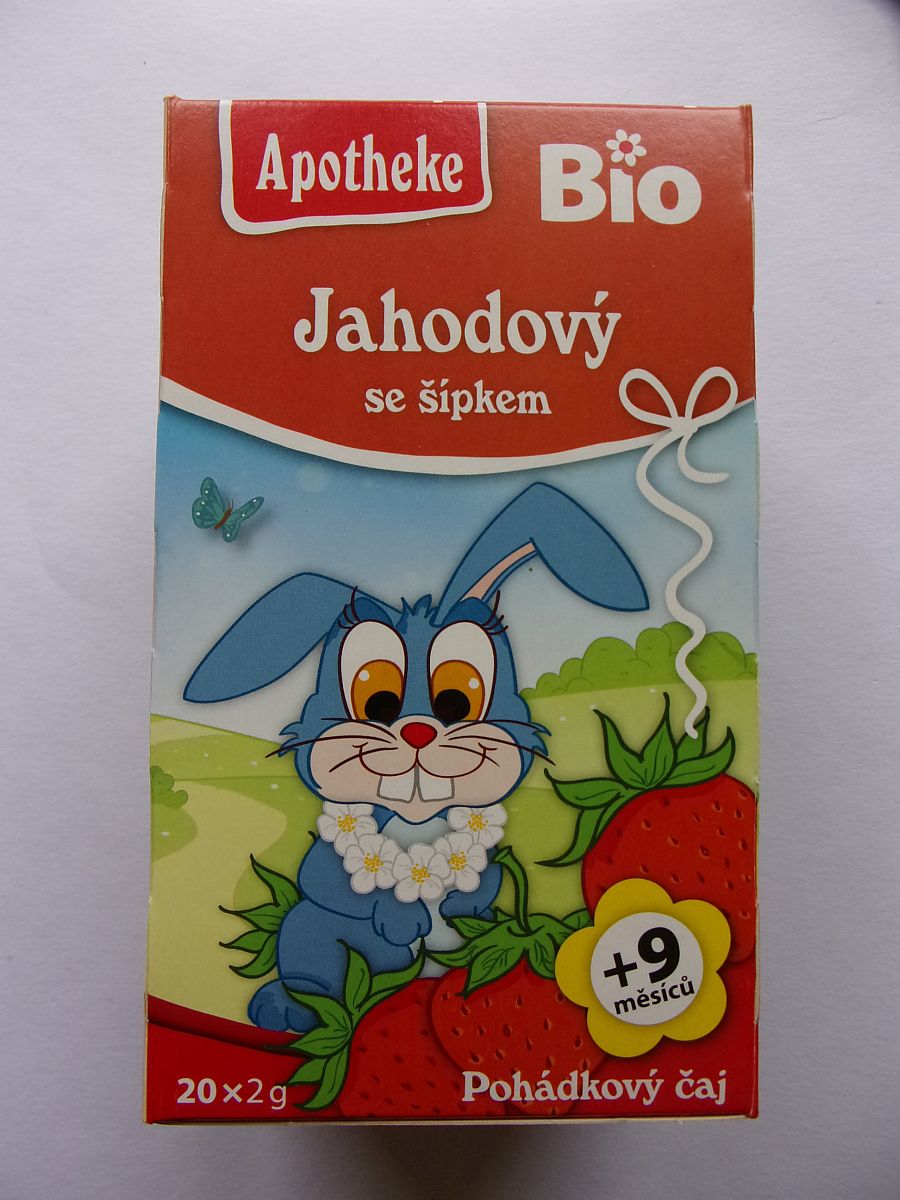 Apotheke
Bio
Jahodový
se šípkem
+9
měsíců
20×2g
Pohádkový čaj